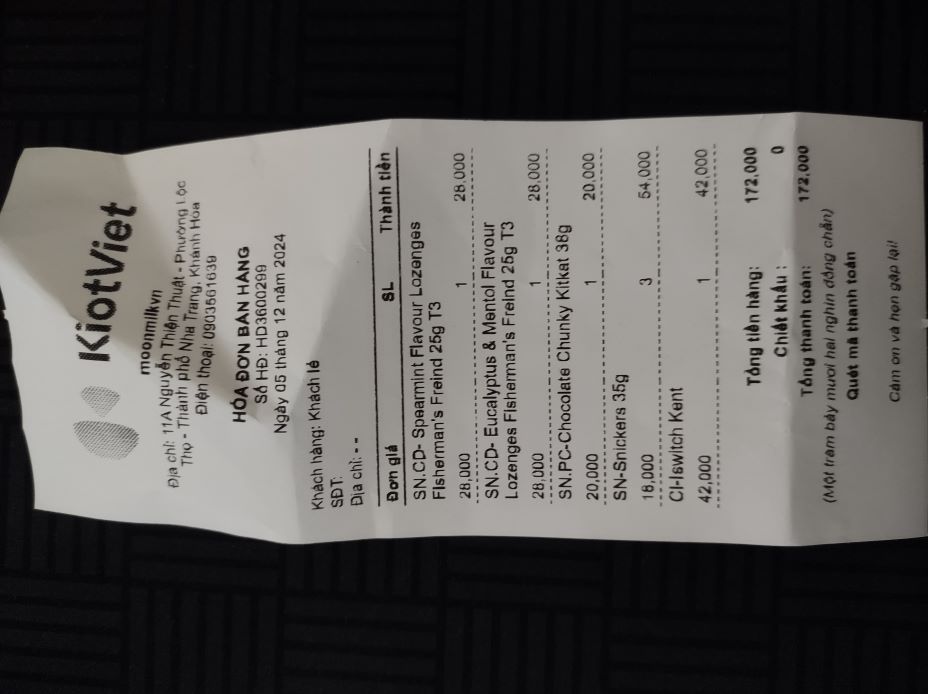 KiotViet
moomilkvn
Địa chỉ: 11A Nguyễn Thiện Thuật - Phường Lộc
Thọ - Thành phố Nha Trang, Khánh Hòa
Điện thoại: 0903561639
HÓA ĐƠN BÁN HÀNG
Số HĐ: HD3600299
Ngày 05 tháng 12 năm 2024
Khách hàng: Khách lẻ
SĐT:
Địa chỉ: - -
Đơn giá SL Thành tiền
SN.CD- Spearmint Flavour Lozenges
Fisherman's Freind 25g T3
28,000 1 28,000
SN.CD- Eucalyptus & Mentol Flavour
Lozenges Fisherman's Freind 25g T3
28,000 1 28,000
SN.PC-Chocolate Chunky Kitkat 38g
20,000 1 20,000
SN-Snickers 35g
18,000 3 54,000
CI-Iswitch Kent
42,000 1 42,000
Tổng tiền hàng: 172,000
Chiết khấu : 0
Tổng thanh toán: 172,000
(Một trăm bảy mươi hai nghìn đồng chẵn)
Quét mã thanh toán
Cảm ơn và hẹn gặp lại!